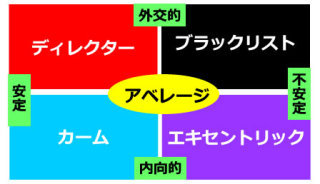 外交的
ディレクター
ブラックリスト
安定
アベレージ
不安定
カーム
エキセントリック
内向的